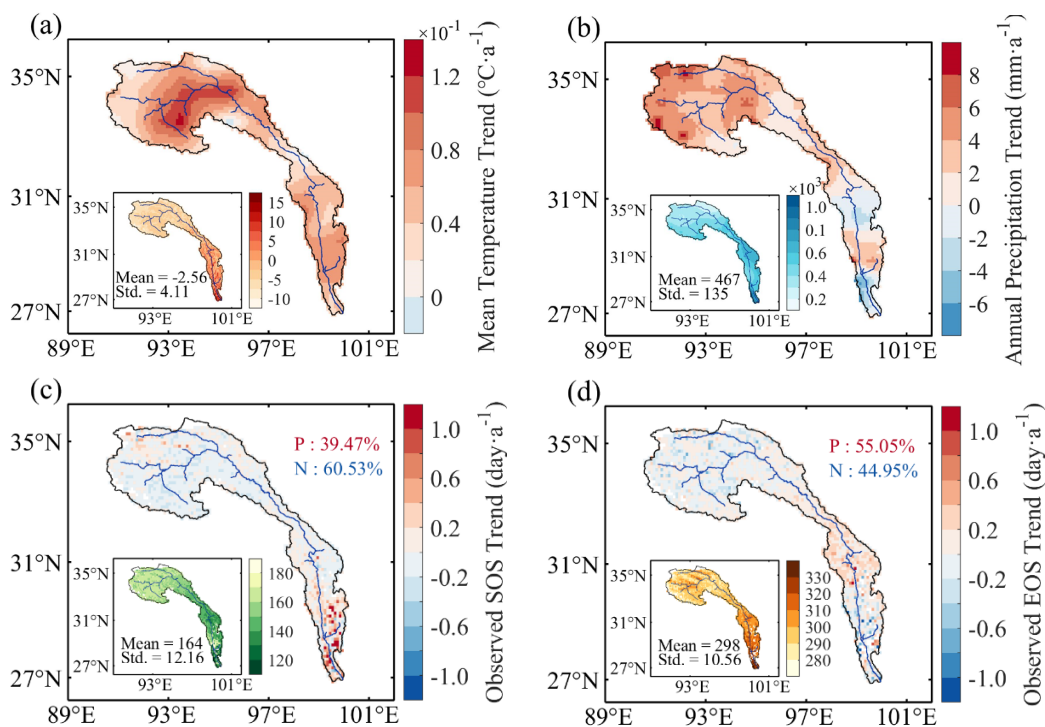 (a)
×10⁻¹
35°N
31°N
27°N
89°E
93°E
97°E
101°E
35°N
31°N
27°N
93°E
101°E
Mean = -2.56
Std. = 4.11
15
10
5
0
-5
-10
1.2
0.8
0.4
0
Mean Temperature Trend (℃·a⁻¹)
(b)
35°N
31°N
27°N
89°E
93°E
97°E
101°E
35°N
31°N
27°N
93°E
101°E
Mean = 467
Std. = 135
×10³
1.0
0.8
0.6
0.4
0.2
8
6
4
2
0
-2
-4
-6
Annual Precipitation Trend (mm·a⁻¹)
(c)
P : 39.47%
N : 60.53%
35°N
31°N
27°N
89°E
93°E
97°E
101°E
35°N
31°N
27°N
93°E
101°E
Mean = 164
Std. = 12.16
180
160
140
120
1.0
0.6
0.2
-0.2
-0.6
-1.0
Observed SOS Trend (day·a⁻¹)
(d)
P : 55.05%
N : 44.95%
35°N
31°N
27°N
89°E
93°E
97°E
101°E
35°N
31°N
27°N
93°E
101°E
Mean = 298
Std. = 10.56
330
320
310
300
290
280
1.0
0.6
0.2
-0.2
-0.6
-1.0
Observed EOS Trend (day·a⁻¹)